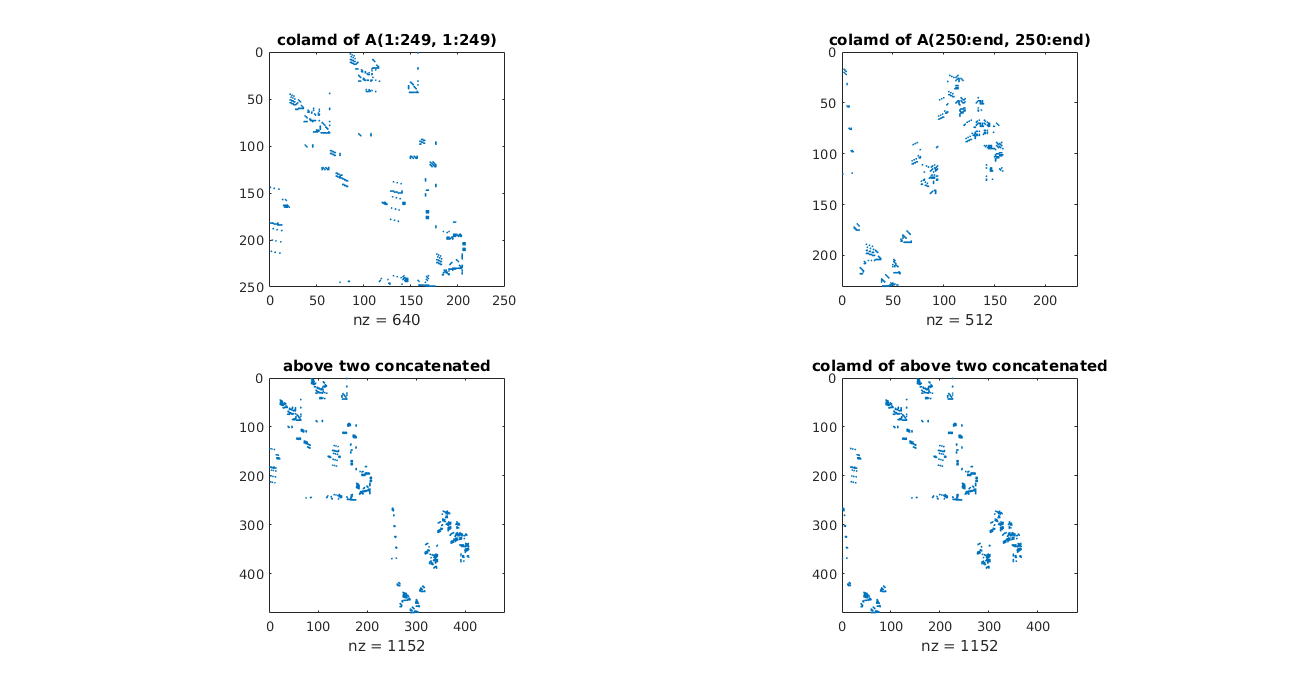 colamd of A(1:249, 1:249)
0
50
100
150
200
250
0 50 100 150 200 250
nz = 640
colamd of A(250:end, 250:end)
0
50
100
150
200
0 50 100 150 200
nz = 512
above two concatenated
0
100
200
300
400
0 100 200 300 400
nz = 1152
colamd of above two concatenated
0
100
200
300
400
0 100 200 300 400
nz = 1152